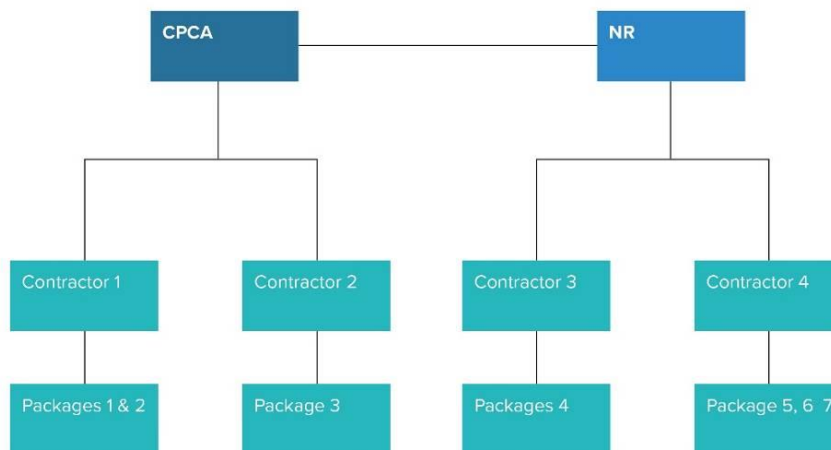 CPCA
NR
Contractor 1
Contractor 2
Contractor 3
Contractor 4
Packages 1 & 2
Package 3
Packages 4
Package 5, 6 7